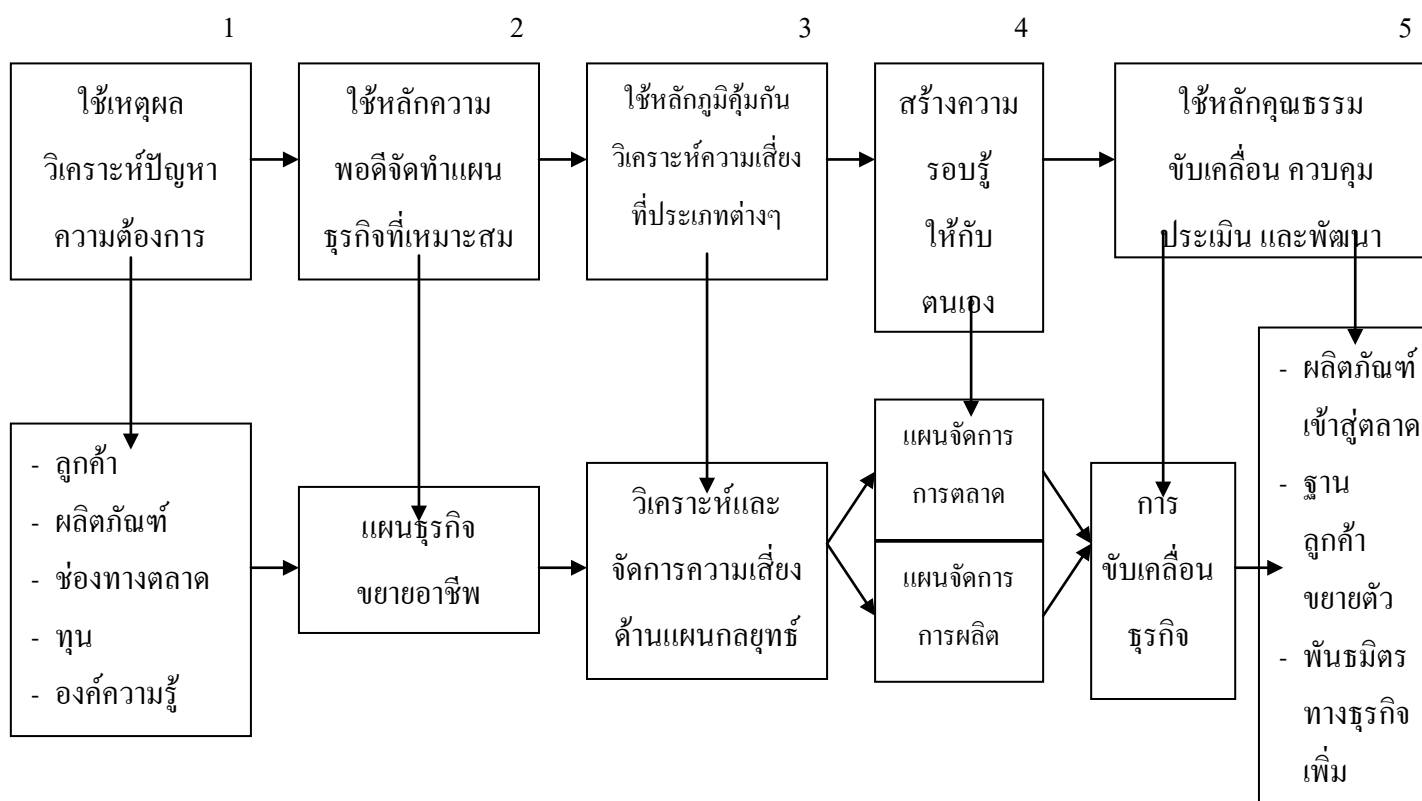 1
2
3
4
5
ใช้เหตุผล
วิเคราะห์ปัญหา
ความต้องการ
ใช้หลักความ
พอดีจัดทำแผน
ธุรกิจที่เหมาะสม
ใช้หลักภูมิคุ้มกัน
วิเคราะห์ความเสี่ยง
ที่ประเภทต่างๆ
สร้างความ
รอบรู้
ให้กับ
ตนเอง
ใช้หลักคุณธรรม
ขับเคลื่อน ควบคุม
ประเมิน และพัฒนา
- ลูกค้า
- ผลิตภัณฑ์
- ช่องทางตลาด
- ทุน
- องค์ความรู้
แผนธุรกิจ
ขยายอาชีพ
วิเคราะห์และ
จัดการความเสี่ยง
ด้านแผนกลยุทธ์
แผนจัดการ
การตลาด
แผนจัดการ
การผลิต
การ
ขับเคลื่อน
ธุรกิจ
- ผลิตภัณฑ์
เข้าสู่ตลาด
- ฐาน
ลูกค้า
ขยายตัว
- พันธมิตร
ทางธุรกิจ
เพิ่ม